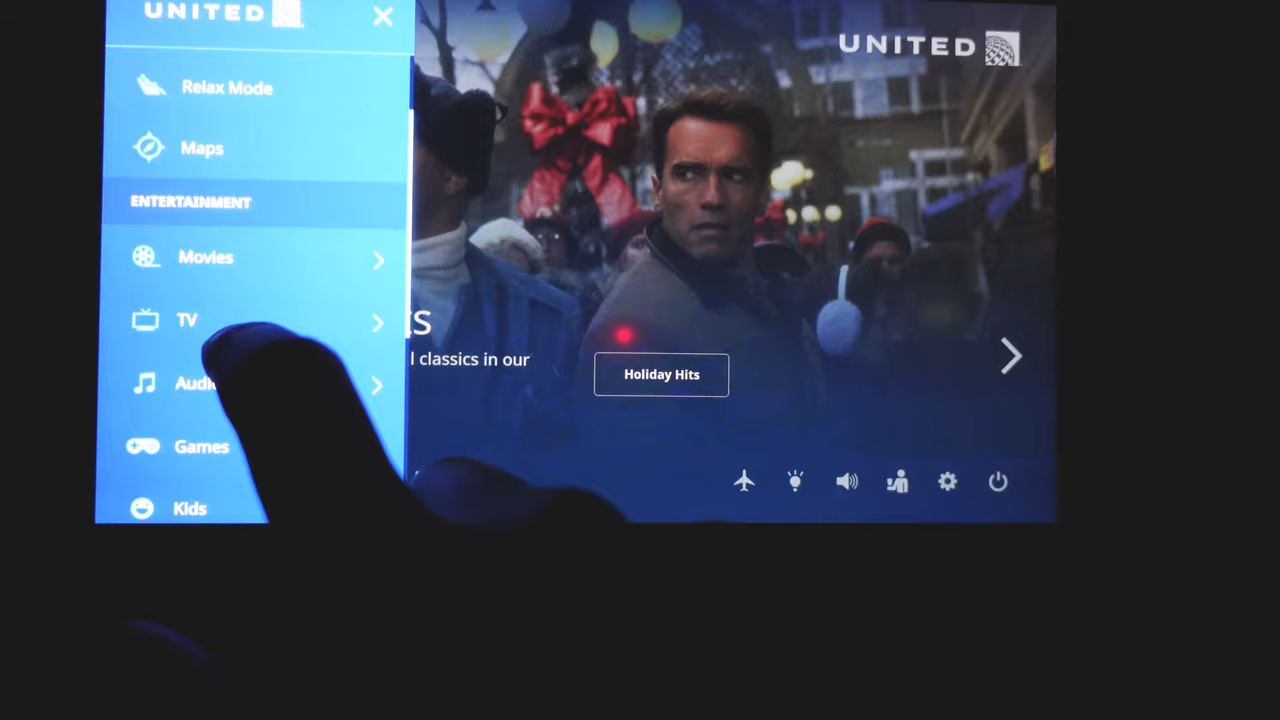 UNITED
Relax Mode
Maps
ENTERTAINMENT
Movies
TV
Games
Kids
UNITED
l classics in our
Holiday Hits